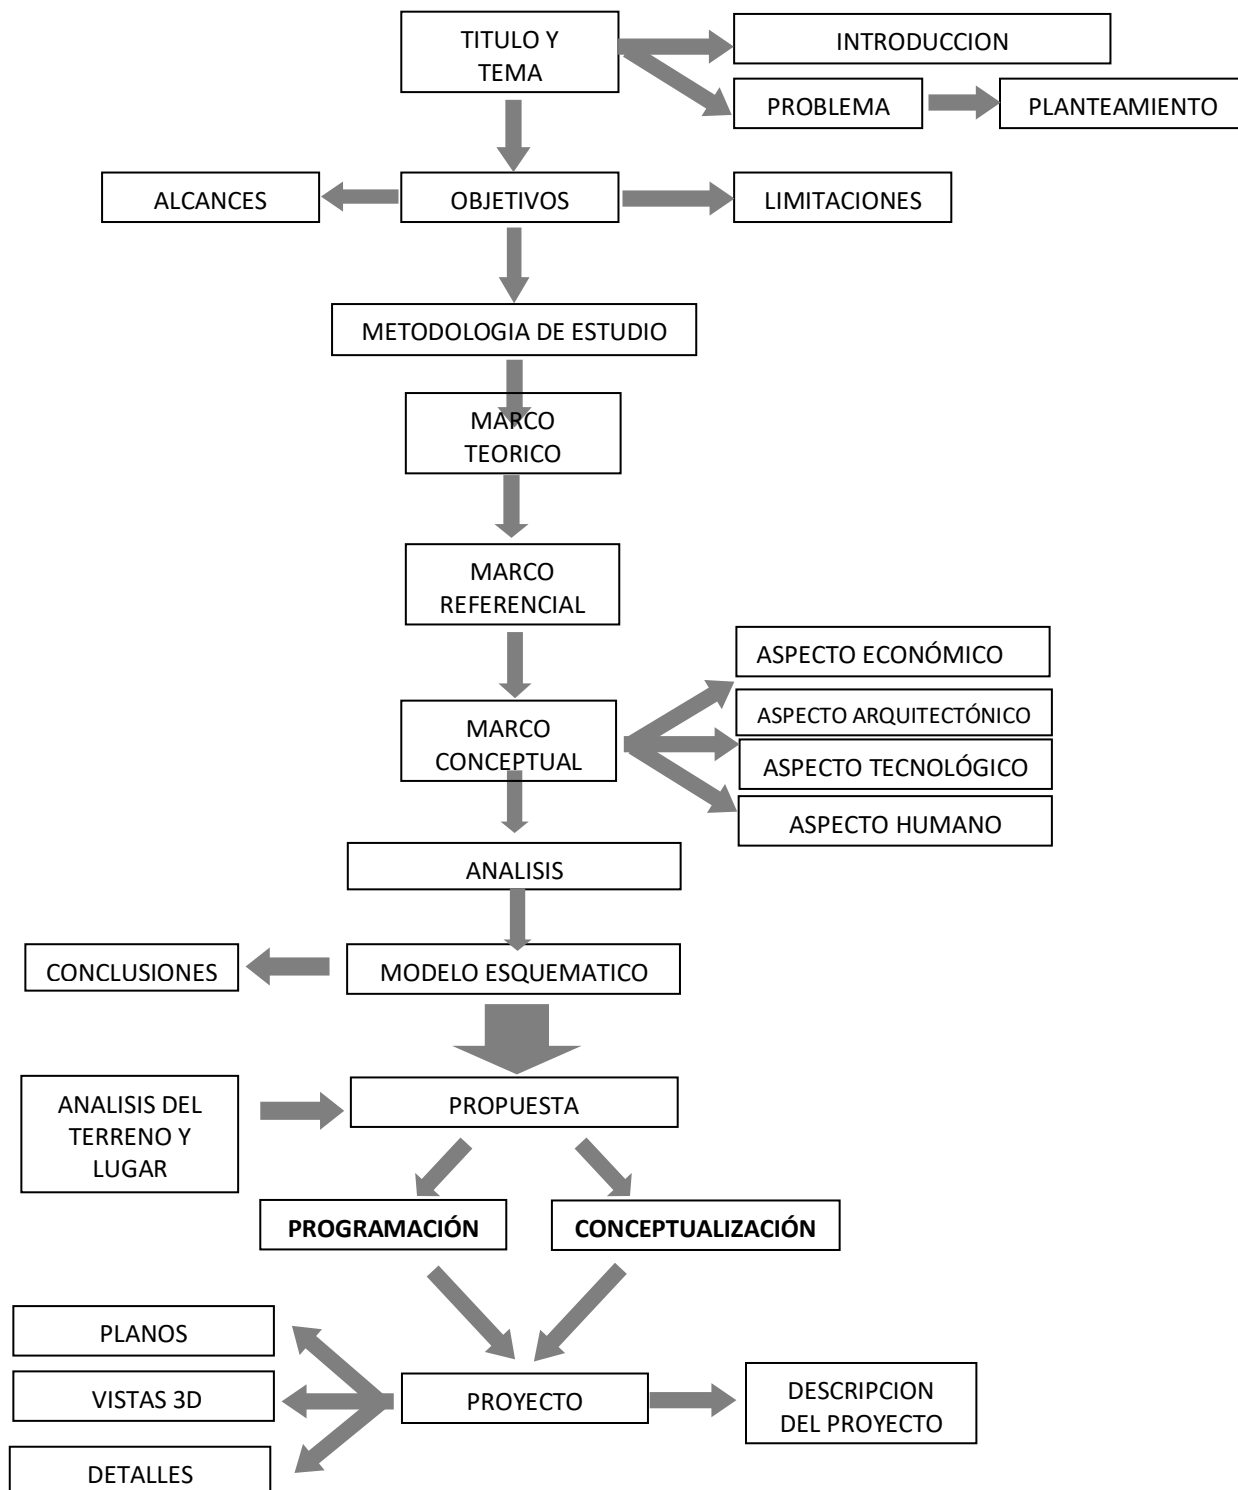 TITULO Y
TEMA
INTRODUCCION
PROBLEMA
PLANTEAMIENTO
ALCANCES
OBJETIVOS
LIMITACIONES
METODOLOGIA DE ESTUDIO
MARCO
TEORICO
MARCO
REFERENCIAL
MARCO
CONCEPTUAL
ASPECTO ECONÓMICO
ASPECTO ARQUITECTÓNICO
ASPECTO TECNOLÓGICO
ASPECTO HUMANO
ANALISIS
CONCLUSIONES
MODELO ESQUEMATICO
ANALISIS DEL
TERRENO Y
LUGAR
PROPUESTA
PROGRAMACIÓN
CONCEPTUALIZACIÓN
PLANOS
VISTAS 3D
DETALLES
PROYECTO
DESCRIPCION
DEL PROYECTO